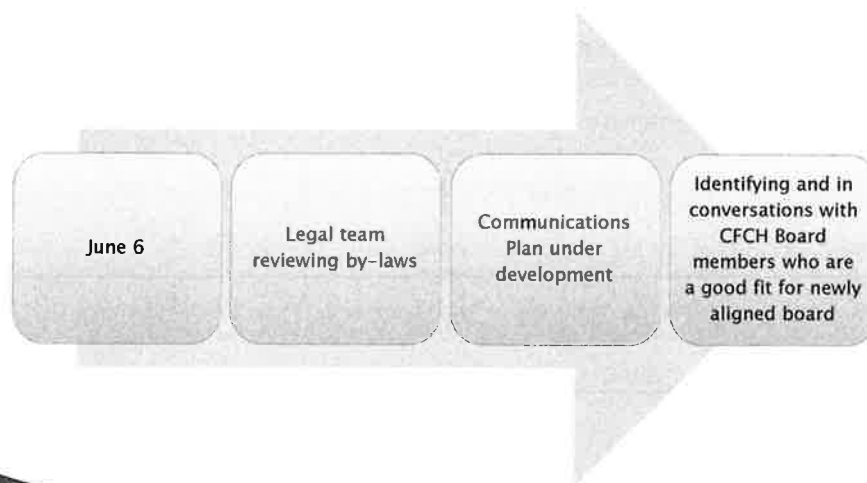 June 6
Legal team
reviewing by-laws
Communications
Plan under
development
Identifying and in
conversations with
CFCH Board
members who are
a good fit for newly
aligned board